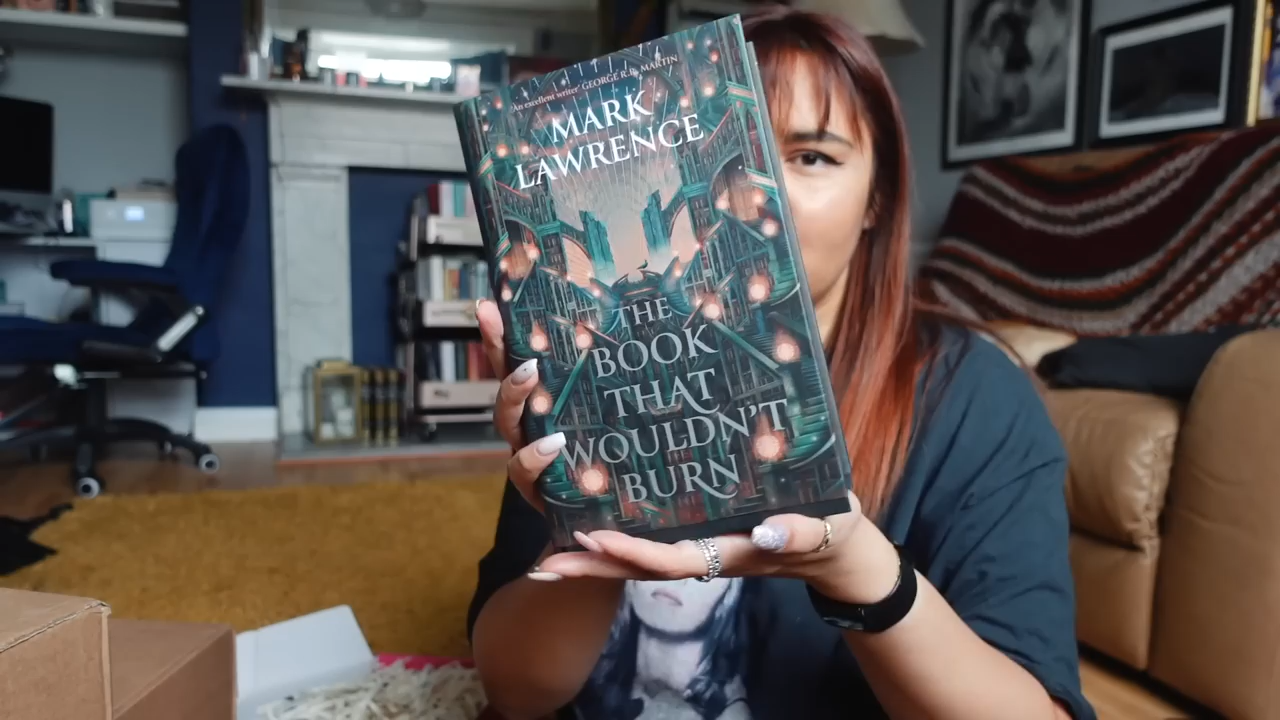 'An excellent writer' GEORGE R.R. MARTIN
MARK
LAWRENCE
THE
BOOK
THAT
WOULDN'T
BURN